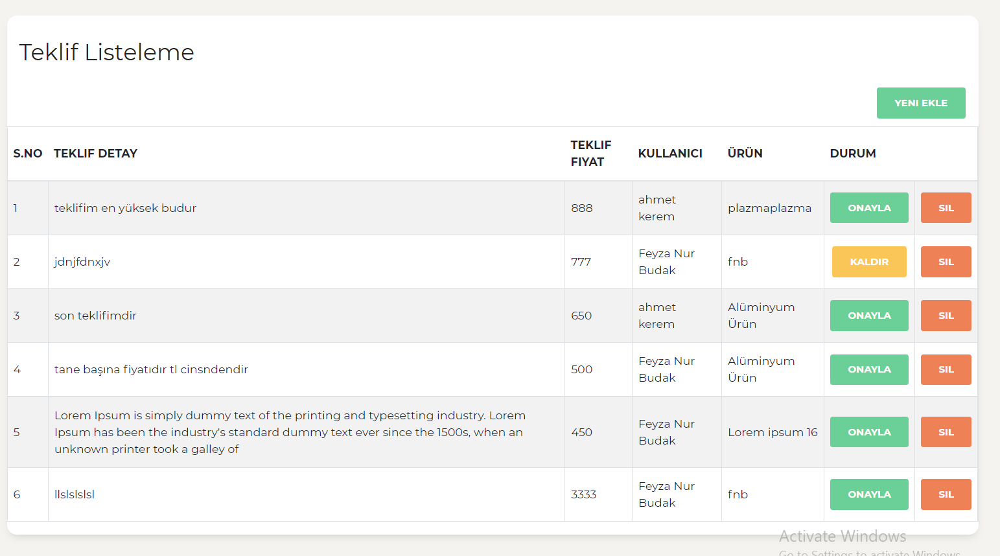 Teklif Listeleme
YENI EKLE
S.NO TEKLIF DETAY TEKLIF FIYAT KULLANICI ÜRÜN DURUM
1 teklifim en yüksek budur 888 ahmet kerem plazmaplazma ONAYLA SIL
2 jdnjfdnxjv 777 Feyza Nur Budak fnb KALDIR SIL
3 son teklifimdir 650 ahmet kerem Alüminyum Ürün ONAYLA SIL
4 tane başına fiyatıdır tl cinsndendir 500 Feyza Nur Budak Alüminyum Ürün ONAYLA SIL
5 Lorem Ipsum is simply dummy text of the printing and typesetting industry. Lorem
Ipsum has been the industry's standard dummy text ever since the 1500s, when an
unknown printer took a galley of 450 Feyza Nur Budak Lorem ipsum 16 ONAYLA SIL
6 llslslslsl 3333 Feyza Nur Budak fnb ONAYLA SIL
Activate Windows
Go to Settings to activate Windows.